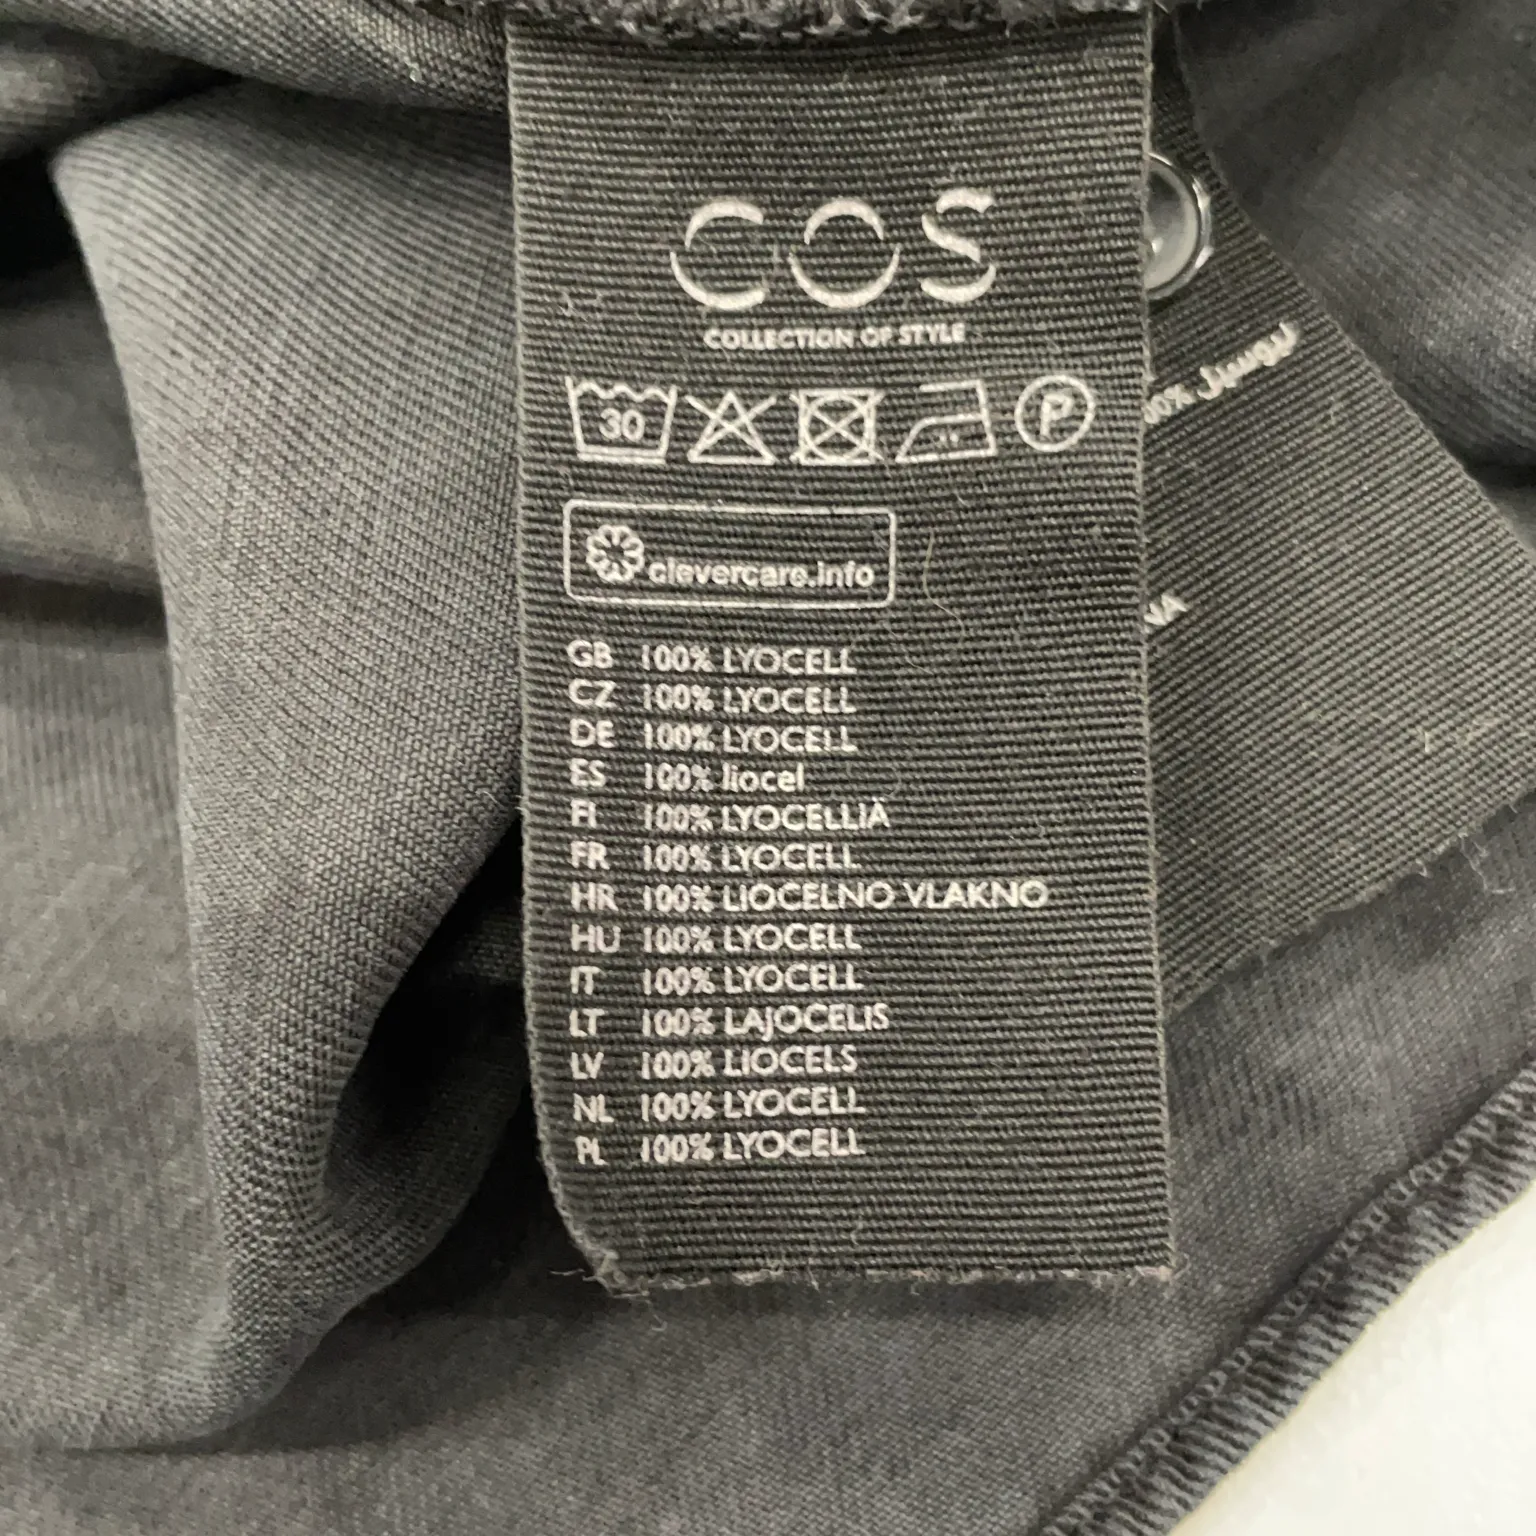 COS
COLLECTION OF STYLE
30
P
clevercare.info
GB 100% LYOCELL
CZ 100% LYOCELL
DE 100% LYOCELL
ES 100% liocel
FI 100% LYOCELLIÄ
FR 100% LYOCELL
HR 100% LIOCELNO VLAKNO
HU 100% LYOCELL
IT 100% LYOCELL
LT 100% LAJOCELIS
LV 100% LIOCELS
NL 100% LYOCELL
PL 100% LYOCELL